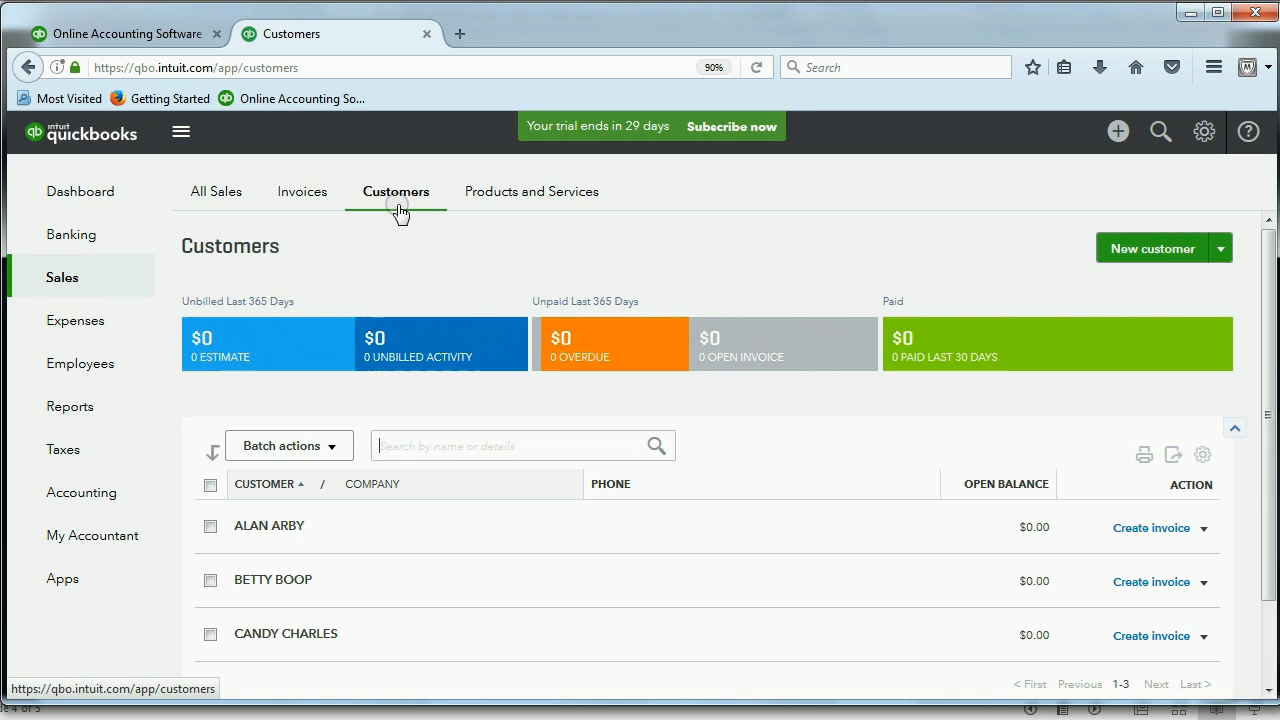 Online Accounting Software
Customers
https://qbo.intuit.com/app/customers
90%
Search
Most Visited
Getting Started
Online Accounting So...
intuit
quickbooks
Your trial ends in 29 days Subscribe now
Dashboard
Banking
Sales
Expenses
Employees
Reports
Taxes
Accounting
My Accountant
Apps
All Sales
Invoices
Customers
Products and Services
Customers
New customer
Unbilled Last 365 Days
Unpaid Last 365 Days
Paid
$0
0 ESTIMATE
$0
0 UNBILLED ACTIVITY
$0
0 OVERDUE
$0
0 OPEN INVOICE
$0
0 PAID LAST 30 DAYS
Batch actions
Search by name or details
CUSTOMER / COMPANY PHONE OPEN BALANCE ACTION
ALAN ARBY $0.00 Create invoice
BETTY BOOP $0.00 Create invoice
CANDY CHARLES $0.00 Create invoice
< First Previous 1-3 Next Last >
https://qbo.intuit.com/app/customers
de 4 of 5